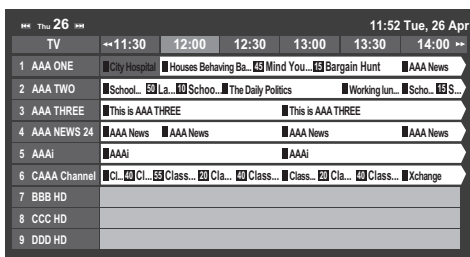 ⏮ Thu 26 ⏭ 11:52 Tue, 26 Apr
TV ◂◂11:30 12:00 12:30 13:00 13:30 14:00 ▸▸
1 AAA ONE City Hospital Houses Behaving Ba... 45 Mind You... 15 Bargain Hunt AAA News
2 AAA TWO School... 50 La... 10 Schoo... The Daily Politics Working lun... Scho... 15 S...
3 AAA THREE This is AAA THREE This is AAA THREE
4 AAA NEWS 24 AAA News AAA News AAA News AAA News
5 AAAi AAAi AAAi
6 CAAA Channel Cl... 40 Cl... 55 Class... 20 Cla... 40 Class... Class... 20 Cla... 40 Class... Xchange
7 BBB HD
8 CCC HD
9 DDD HD